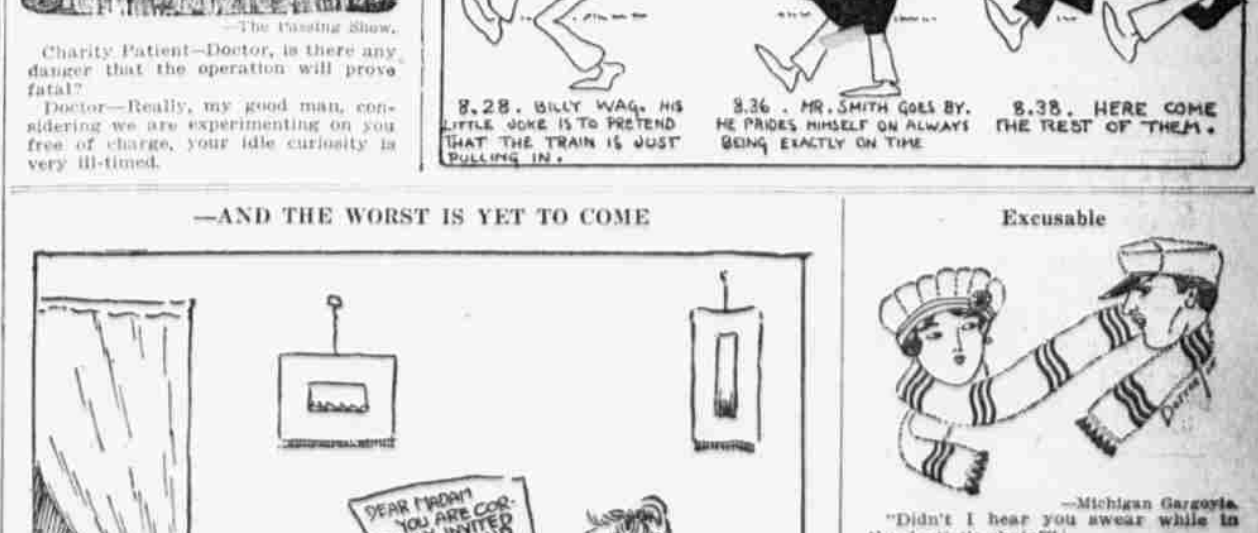 —The Passing Show.
Charity Patient—Doctor, is there any
danger that the operation will prove
fatal?
Doctor—Really, my good man, con-
sidering we are experimenting on you
free of charge, your idle curiosity is
very ill-timed.
8.28. BILLY WAG. HIS
LITTLE JOKE IS TO PRETEND
THAT THE TRAIN IS JUST
PULLING IN.
8.36. MR. SMITH GOES BY.
HE PRIDES HIMSELF ON ALWAYS
BEING EXACTLY ON TIME
8.38. HERE COME
THE REST OF THEM.
—AND THE WORST IS YET TO COME
DEAR MADAM
YOU ARE COR-
INVITED
Excusable
—Michigan Gargoyle.
"Didn't I hear you swear while in